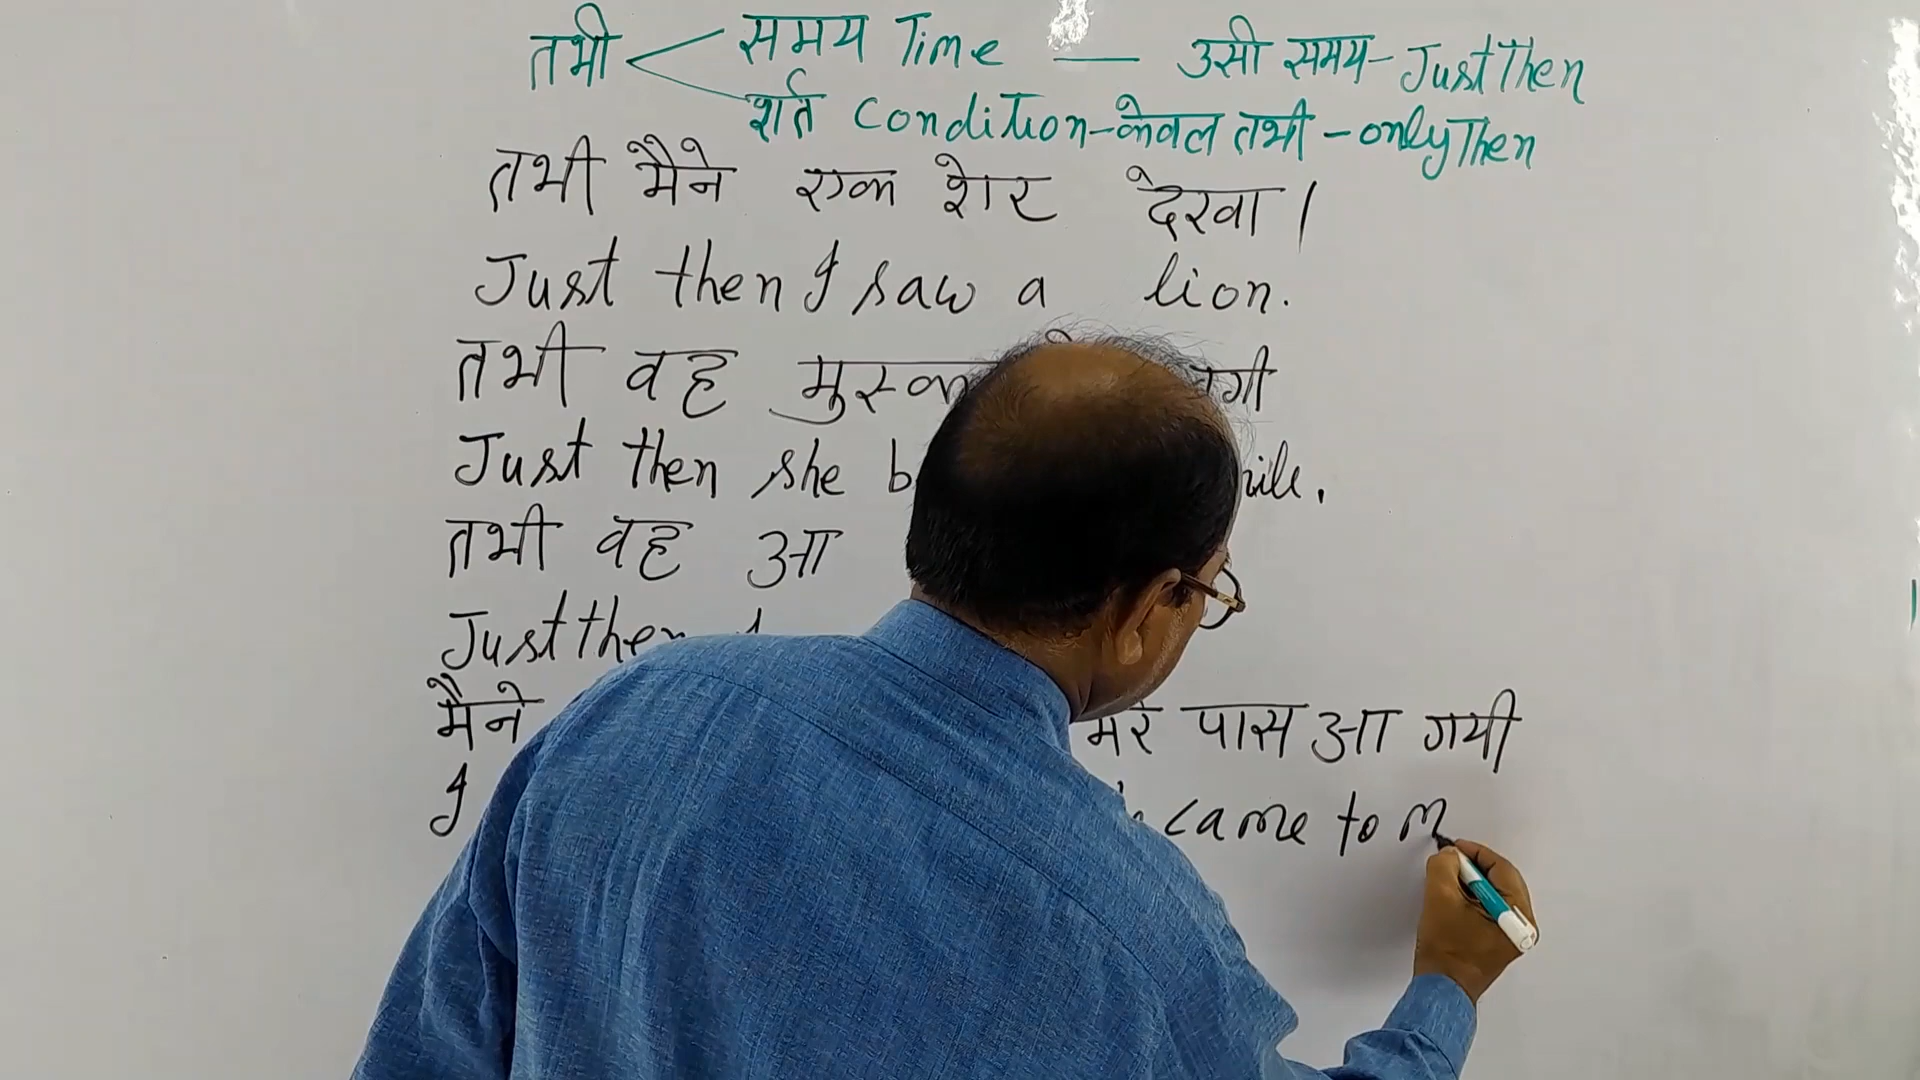 तभी < समय Time — उसी समय - Just Then
शर्त Condition - केवल तभी - only Then
तभी मैने एक शेर देखा।
Just then I saw a lion.
तभी वह
Just then she
तभी वह आ
Just then
मैने मेरे पास आ गयी
I came to